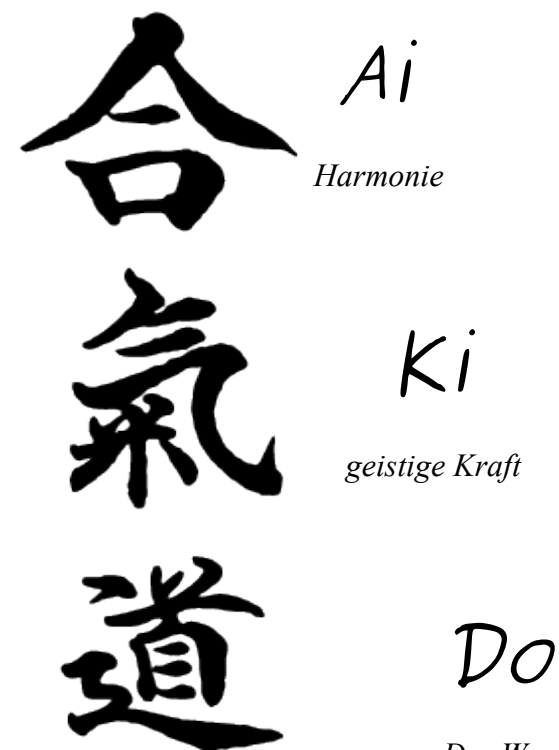 合
Ai
Harmonie
氣
Ki
geistige Kraft
道
Do